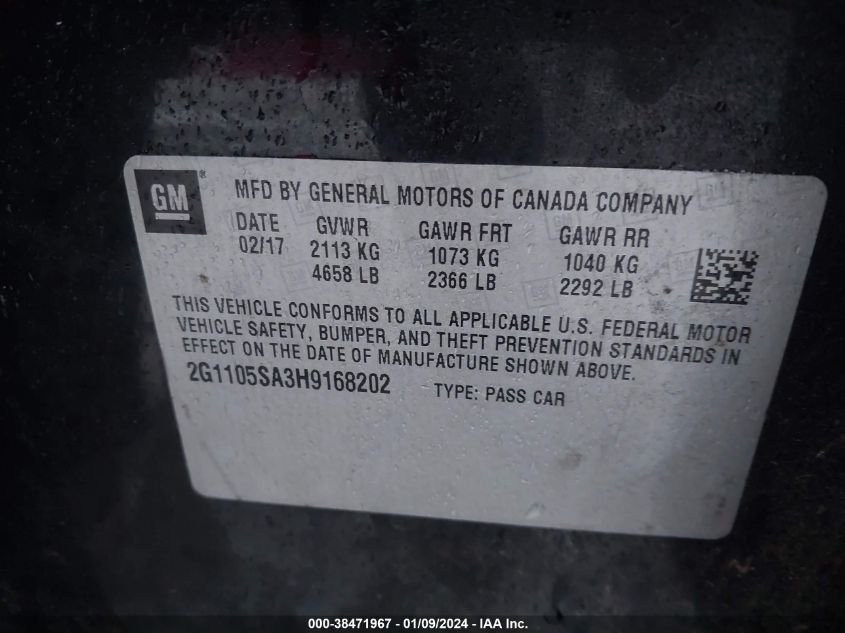 GM ®
MFD BY GENERAL MOTORS OF CANADA COMPANY
DATE GVWR GAWR FRT GAWR RR
02/17 2113 KG 1073 KG 1040 KG
4658 LB 2366 LB 2292 LB
THIS VEHICLE CONFORMS TO ALL APPLICABLE U.S. FEDERAL MOTOR
VEHICLE SAFETY, BUMPER, AND THEFT PREVENTION STANDARDS IN
EFFECT ON THE DATE OF MANUFACTURE SHOWN ABOVE.
2G1105SA3H9168202 TYPE: PASS CAR
000-38471967 - 01/09/2024 - IAA Inc.